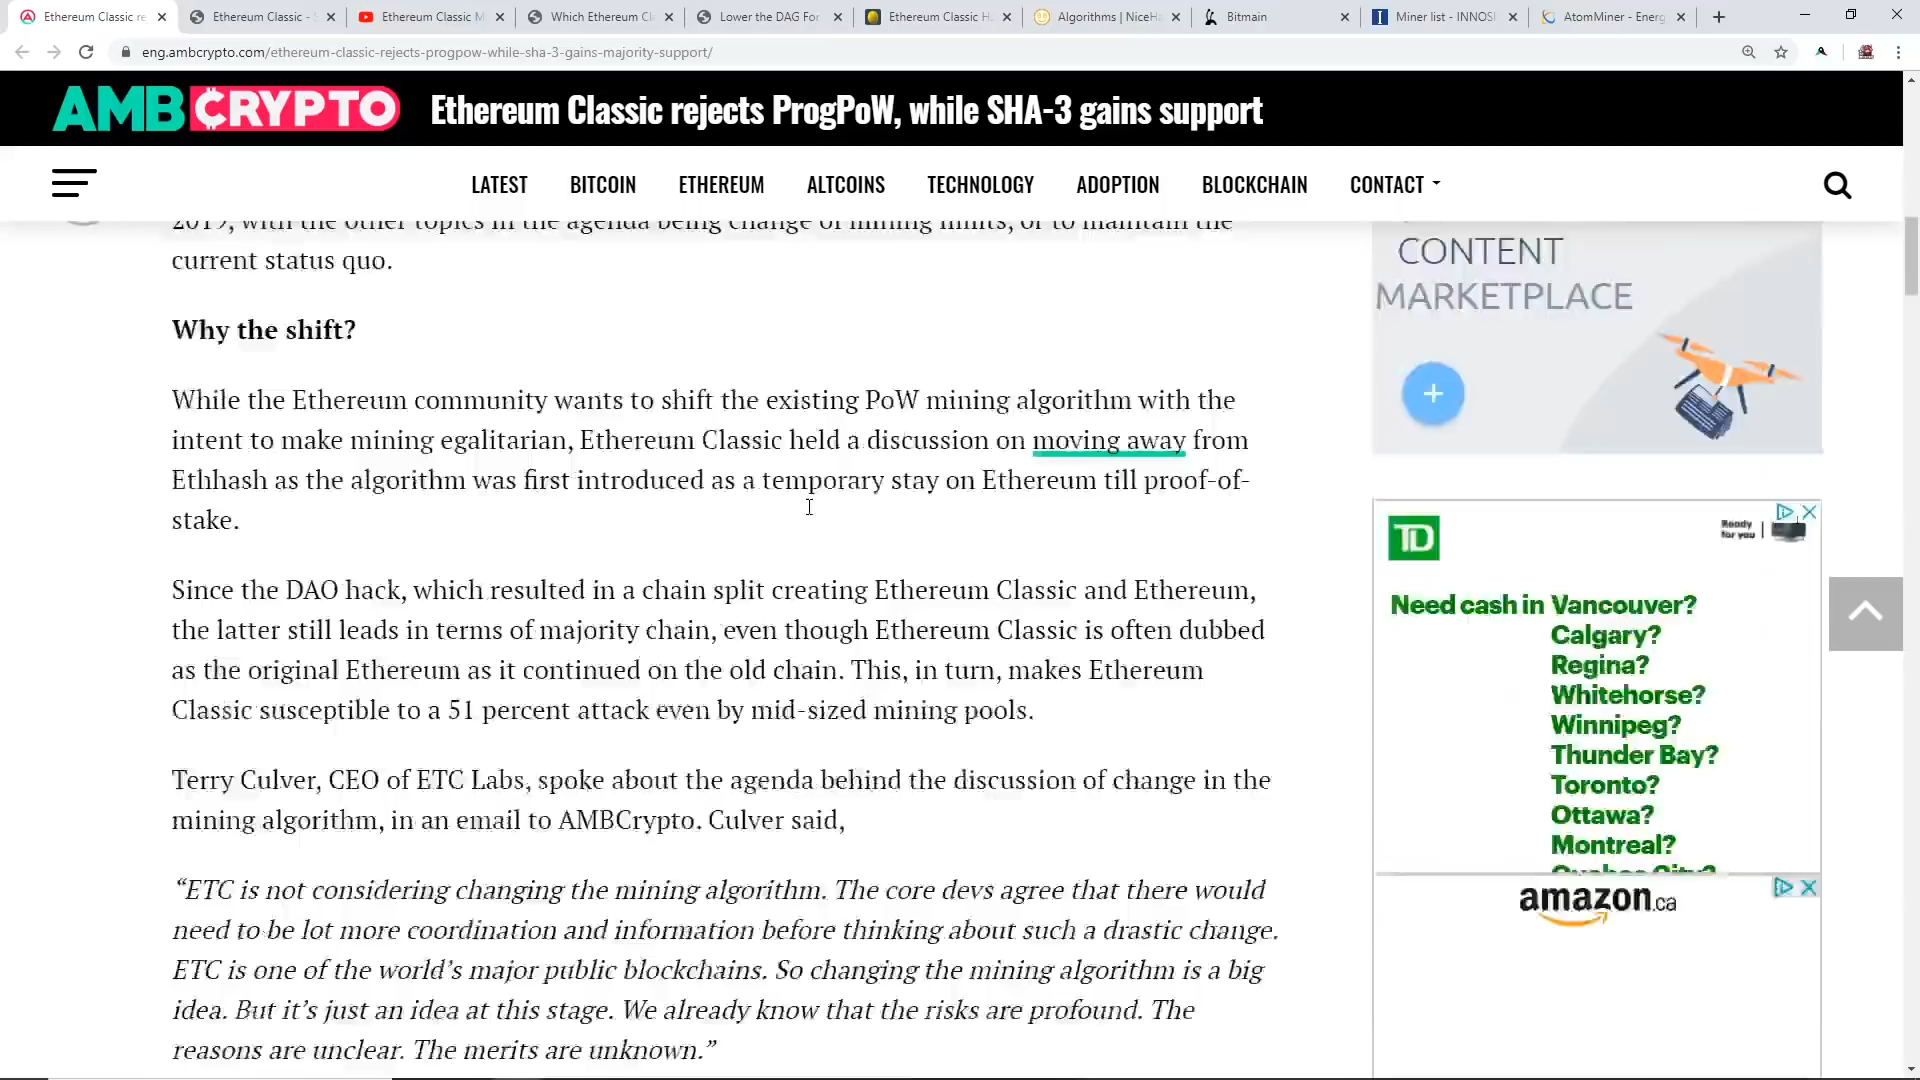 Ethereum Classic re
Ethereum Classic - S
Ethereum Classic M
Which Ethereum Cl
Lower the DAG For
Ethereum Classic H
Algorithms | NiceHa
Bitmain
Miner list - INNOSI
AtomMiner - Energ
eng.ambcrypto.com/ethereum-classic-rejects-progpow-while-sha-3-gains-majority-support/
AMBCRYPTO
Ethereum Classic rejects ProgPoW, while SHA-3 gains support
LATEST BITCOIN ETHEREUM ALTCOINS TECHNOLOGY ADOPTION BLOCKCHAIN CONTACT
2019, with the other topics in the agenda being change of mining limits, or to maintain the
current status quo.
Why the shift?
While the Ethereum community wants to shift the existing PoW mining algorithm with the
intent to make mining egalitarian, Ethereum Classic held a discussion on moving away from
Ethhash as the algorithm was first introduced as a temporary stay on Ethereum till proof-of-
stake.
Since the DAO hack, which resulted in a chain split creating Ethereum Classic and Ethereum,
the latter still leads in terms of majority chain, even though Ethereum Classic is often dubbed
as the original Ethereum as it continued on the old chain. This, in turn, makes Ethereum
Classic susceptible to a 51 percent attack even by mid-sized mining pools.
Terry Culver, CEO of ETC Labs, spoke about the agenda behind the discussion of change in the
mining algorithm, in an email to AMBCrypto. Culver said,
“ETC is not considering changing the mining algorithm. The core devs agree that there would
need to be lot more coordination and information before thinking about such a drastic change.
ETC is one of the world’s major public blockchains. So changing the mining algorithm is a big
idea. But it’s just an idea at this stage. We already know that the risks are profound. The
reasons are unclear. The merits are unknown.”
CONTENT
MARKETPLACE
TD
Ready
for you
Need cash in Vancouver?
Calgary?
Regina?
Whitehorse?
Winnipeg?
Thunder Bay?
Toronto?
Ottawa?
Montreal?
Quebec City?
amazon.ca